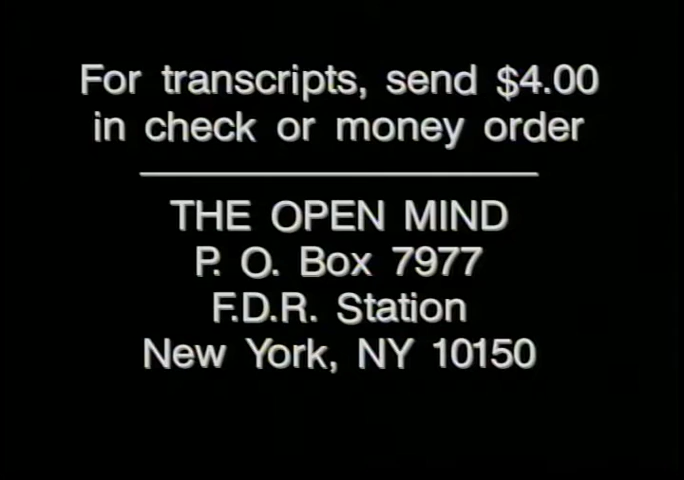 For transcripts, send $4.00
in check or money order
THE OPEN MIND
P. O. Box 7977
F.D.R. Station
New York, NY 10150